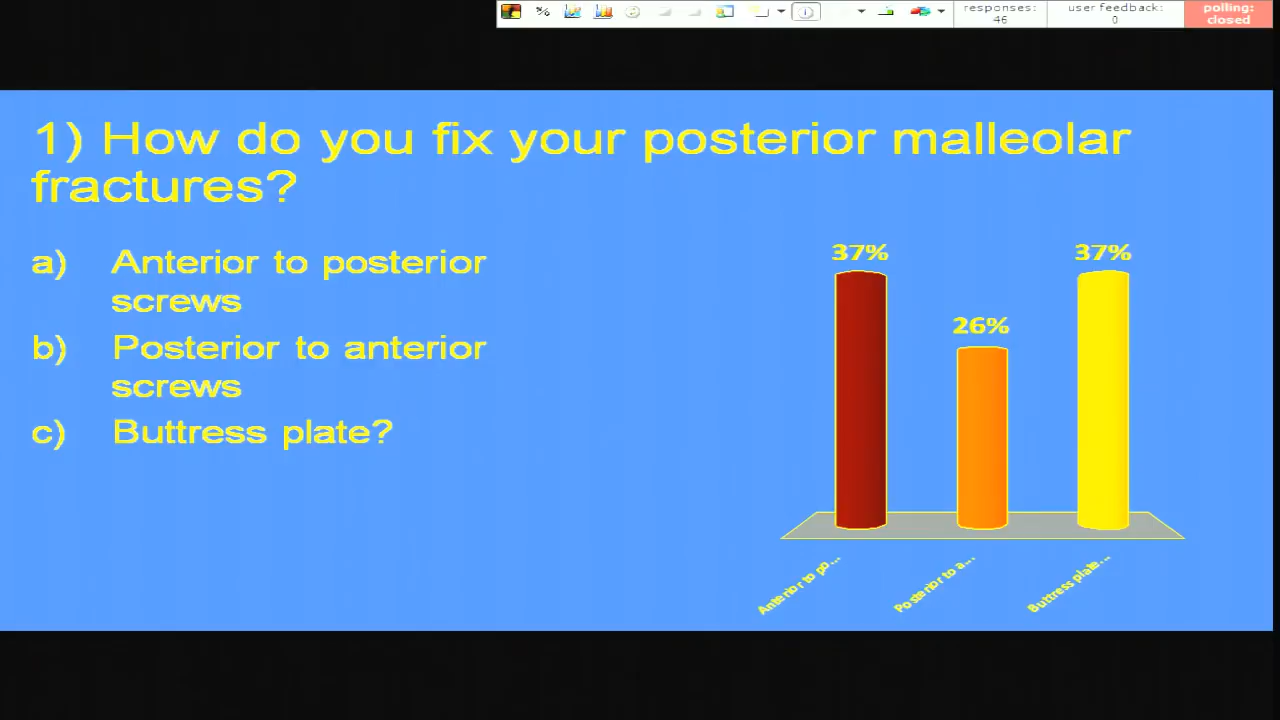 responses:
46
user feedback:
0
polling:
closed
1) How do you fix your posterior malleolar
fractures?
a) Anterior to posterior
screws
b) Posterior to anterior
screws
c) Buttress plate?
37%
26%
37%
Anterior to po...
Posterior to a...
Buttress plate...